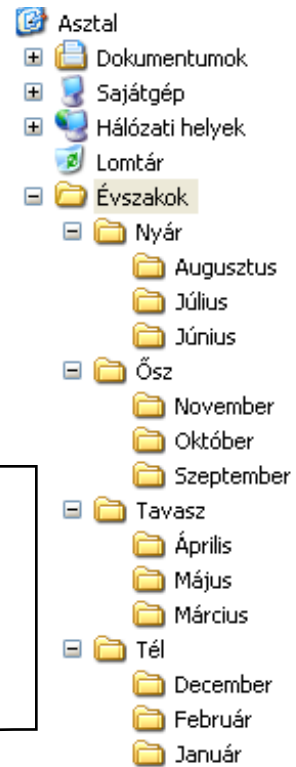 Asztal
Dokumentumok
Sajátgép
Hálózati helyek
Lomtár
Évszakok
Nyár
Augusztus
Július
Június
Ősz
November
Október
Szeptember
Tavasz
Április
Május
Március
Tél
December
Február
Január